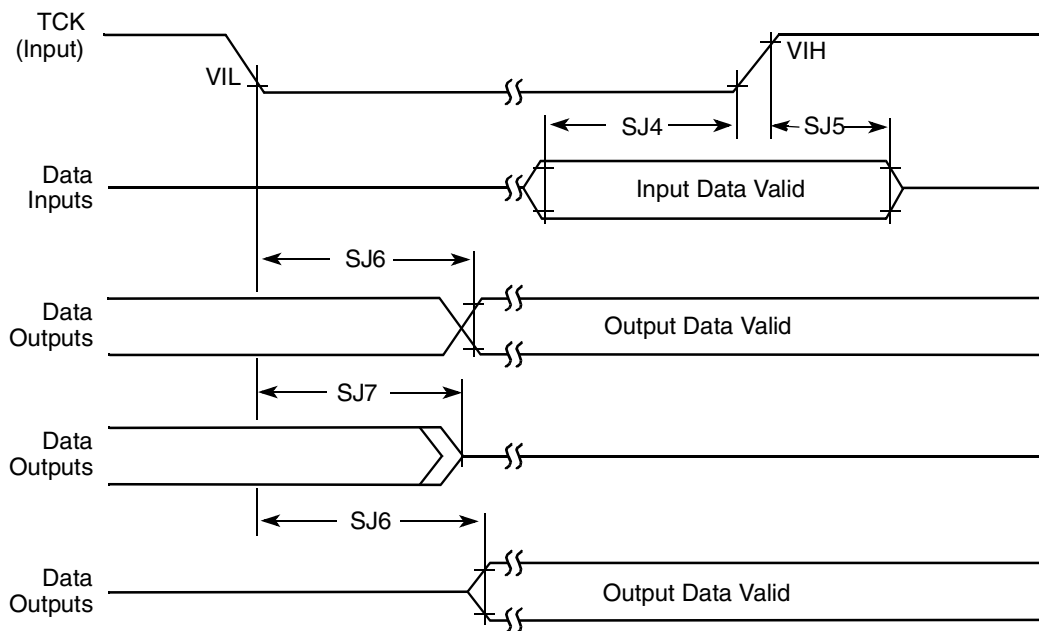 TCK
(Input)
VIL
VIH
SJ4
SJ5
Data
Inputs
Input Data Valid
SJ6
Data
Outputs
Output Data Valid
SJ7
Data
Outputs
SJ6
Data
Outputs
Output Data Valid